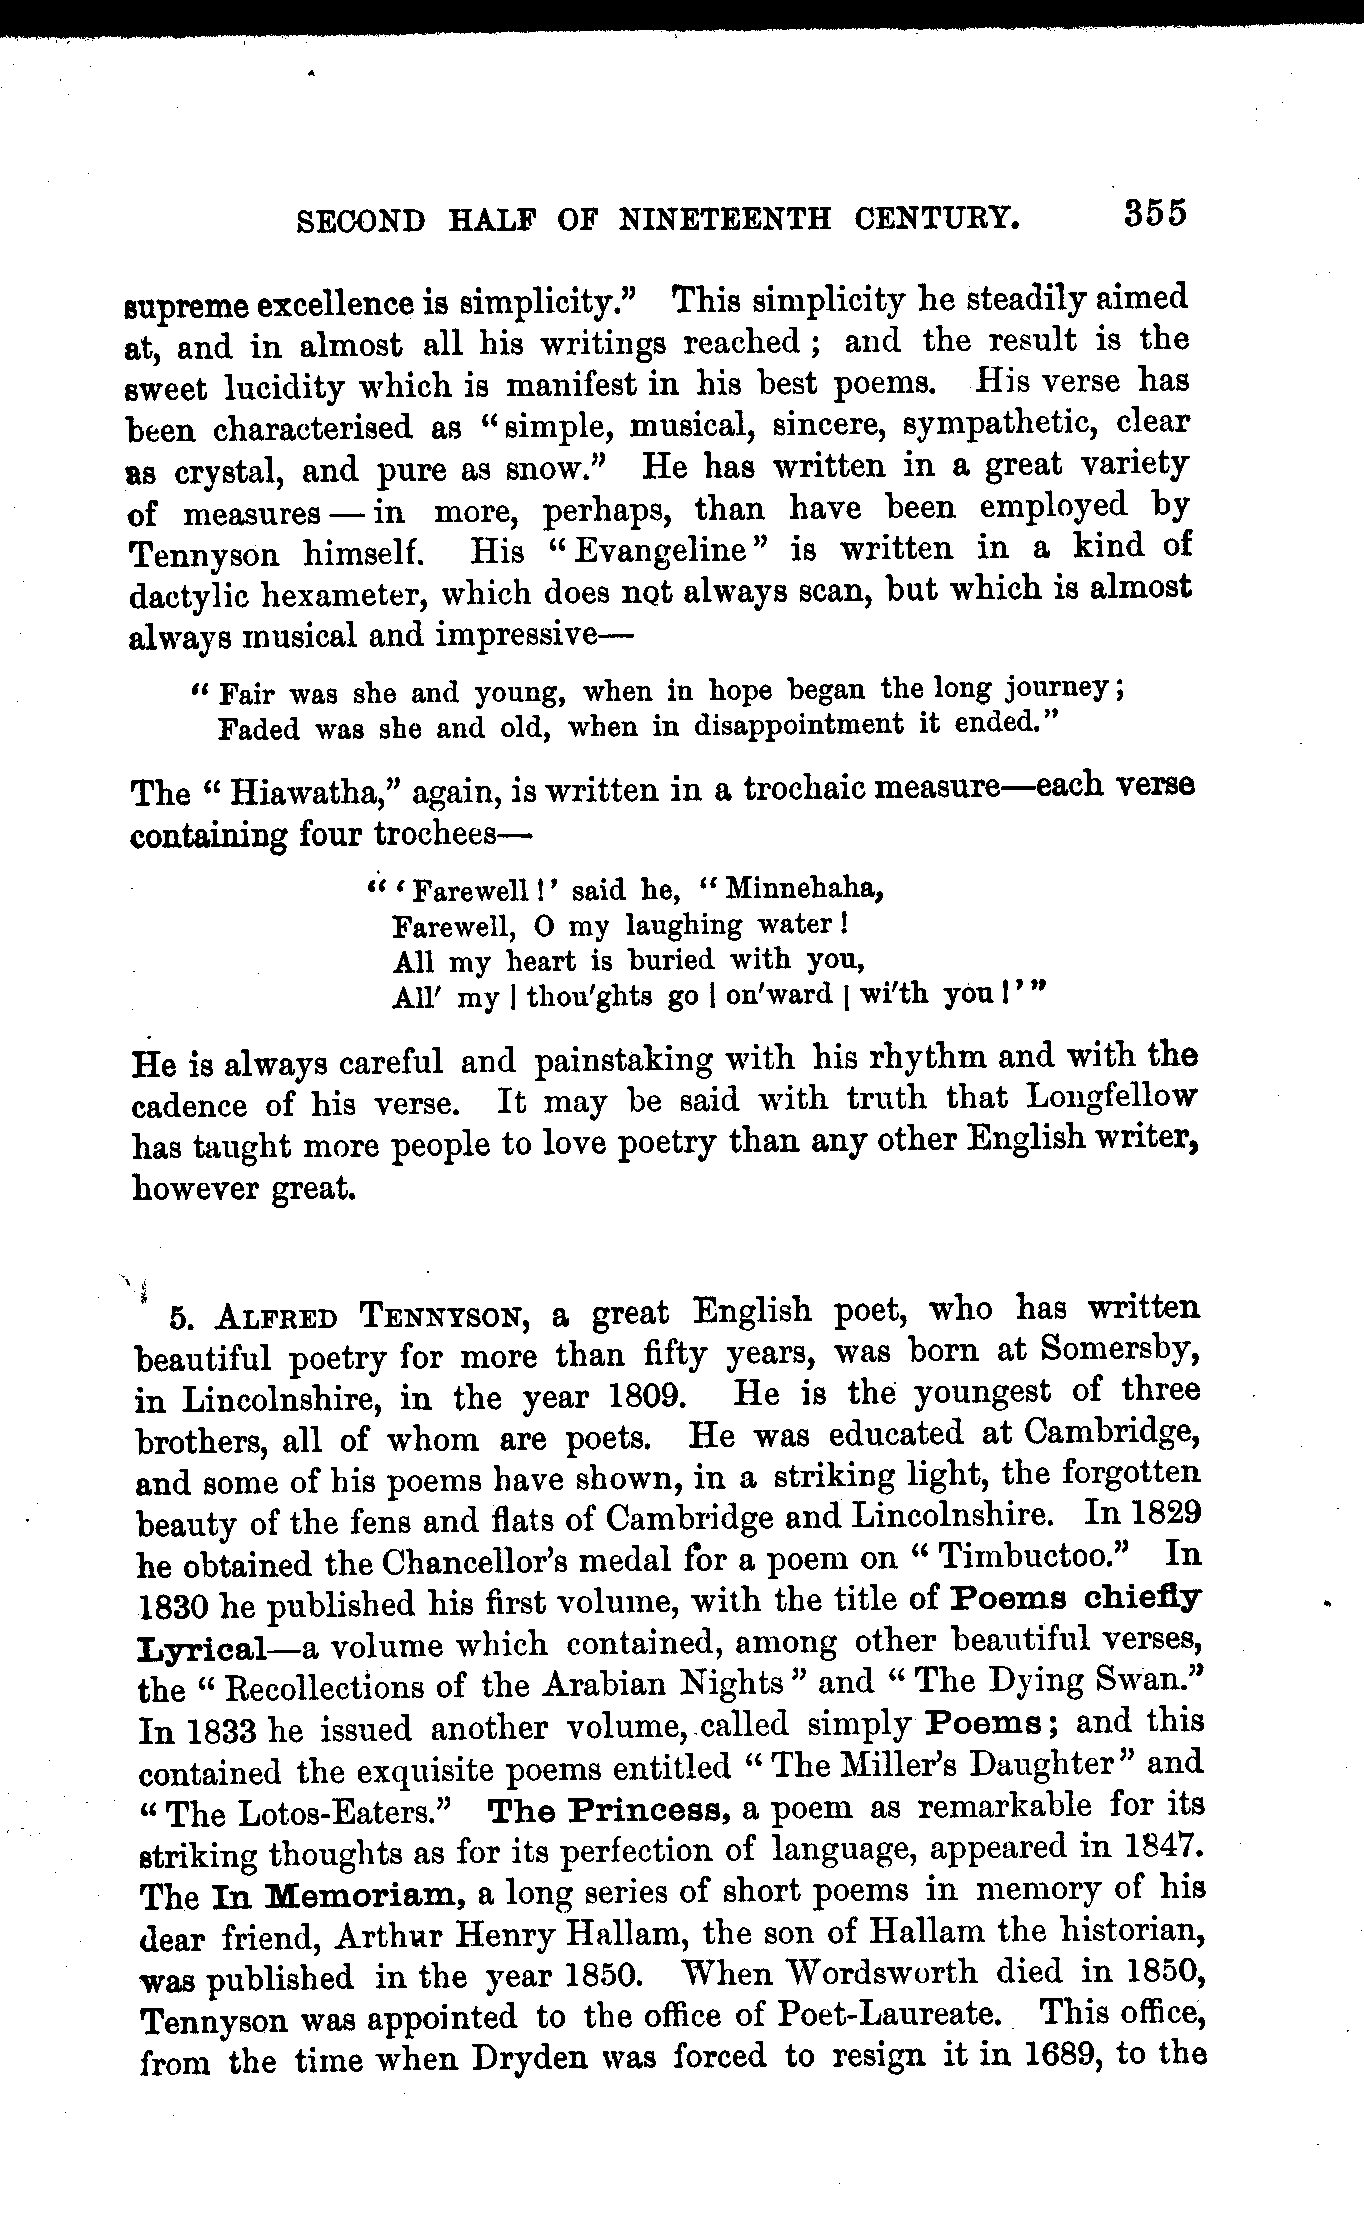 SECOND HALF OF NINETEENTH CENTURY. 355
supreme excellence is simplicity.” This simplicity he steadily aimed
at, and in almost all his writings reached ; and the result is the
sweet lucidity which is manifest in his best poems. His verse has
been characterised as “ simple, musical, sincere, sympathetic, clear
as crystal, and pure as snow.” He has written in a great variety
of measures — in more, perhaps, than have been employed by
Tennyson himself. His “ Evangeline ” is written in a kind of
dactylic hexameter, which does not always scan, but which is almost
always musical and impressive—
“ Fair was she and young, when in hope began the long journey ;
Faded was she and old, when in disappointment it ended.”
The “ Hiawatha,” again, is written in a trochaic measure—each verse
containing four trochees—
“ ‘ Farewell !’ said he, “ Minnehaha,
Farewell, O my laughing water !
All my heart is buried with you,
All′ my | thou′ghts go | on′ward | wi′th you !’ ”
He is always careful and painstaking with his rhythm and with the
cadence of his verse. It may be said with truth that Longfellow
has taught more people to love poetry than any other English writer,
however great.
5. ALFRED TENNYSON, a great English poet, who has written
beautiful poetry for more than fifty years, was born at Somersby,
in Lincolnshire, in the year 1809. He is the youngest of three
brothers, all of whom are poets. He was educated at Cambridge,
and some of his poems have shown, in a striking light, the forgotten
beauty of the fens and flats of Cambridge and Lincolnshire. In 1829
he obtained the Chancellor’s medal for a poem on “ Timbuctoo.” In
1830 he published his first volume, with the title of Poems chiefly
Lyrical—a volume which contained, among other beautiful verses,
the “ Recollections of the Arabian Nights ” and “ The Dying Swan.”
In 1833 he issued another volume, called simply Poems ; and this
contained the exquisite poems entitled “ The Miller’s Daughter ” and
“ The Lotos-Eaters.” The Princess, a poem as remarkable for its
striking thoughts as for its perfection of language, appeared in 1847.
The In Memoriam, a long series of short poems in memory of his
dear friend, Arthur Henry Hallam, the son of Hallam the historian,
was published in the year 1850. When Wordsworth died in 1850,
Tennyson was appointed to the office of Poet-Laureate. This office,
from the time when Dryden was forced to resign it in 1689, to the